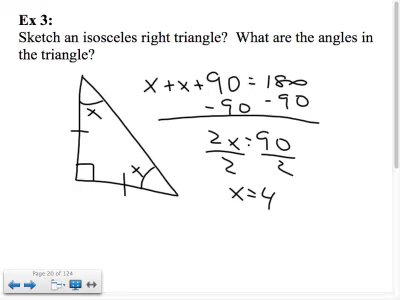 Ex 3:
Sketch an isosceles right triangle? What are the angles in
the triangle?
x + x + 90 = 180
- 90 - 90
2x = 90
2 2
x = 4
x
x
Page 20 of 124